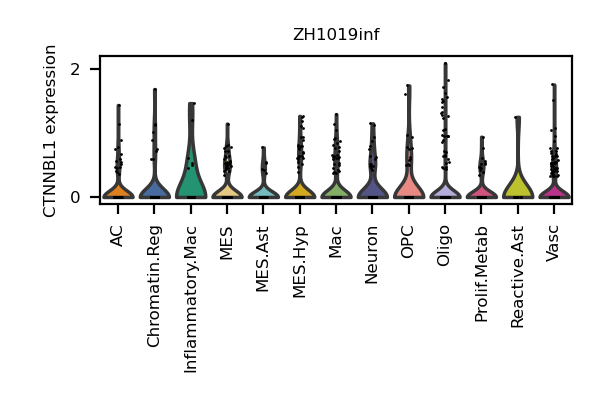 ZH1019inf
CTNNBL1 expression
2
0
AC
Chromatin.Reg
Inflammatory.Mac
MES
MES.Ast
MES.Hyp
Mac
Neuron
OPC
Oligo
Prolif.Metab
Reactive.Ast
Vasc